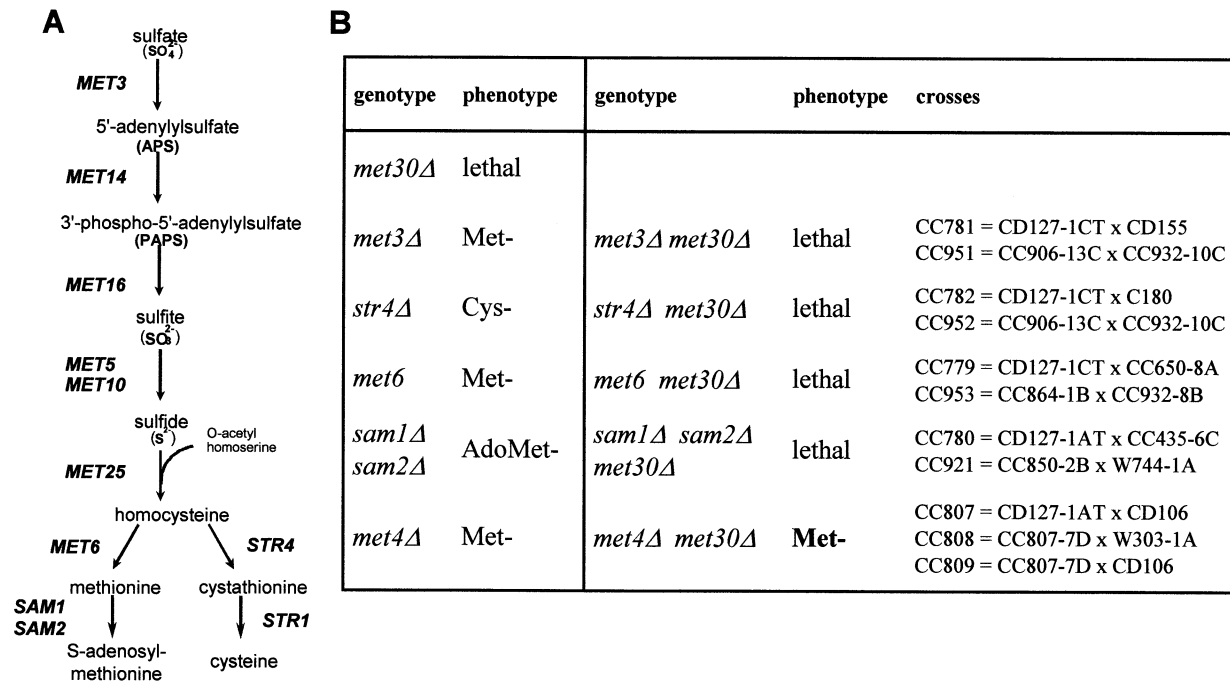 A
sulfate
(SO₄²⁻)
MET3
5'-adenylylsulfate
(APS)
MET14
3'-phospho-5'-adenylylsulfate
(PAPS)
MET16
sulfite
(SO₃²⁻)
MET5
MET10
sulfide
(S²⁻)
O-acetyl
homoserine
MET25
homocysteine
MET6 STR4
methionine cystathionine
SAM1
SAM2
STR1
S-adenosyl-
methionine
cysteine
B
genotype phenotype genotype phenotype crosses
met30Δ lethal
met3Δ Met- met3Δ met30Δ lethal
CC781 = CD127-1CT x CD155
CC951 = CC906-13C x CC932-10C
str4Δ Cys- str4Δ met30Δ lethal
CC782 = CD127-1CT x C180
CC952 = CC906-13C x CC932-10C
met6 Met- met6 met30Δ lethal
CC779 = CD127-1CT x CC650-8A
CC953 = CC864-1B x CC932-8B
sam1Δ
sam2Δ
AdoMet-
sam1Δ sam2Δ
met30Δ
lethal
CC780 = CD127-1AT x CC435-6C
CC921 = CC850-2B x W744-1A
met4Δ Met- met4Δ met30Δ Met-
CC807 = CD127-1AT x CD106
CC808 = CC807-7D x W303-1A
CC809 = CC807-7D x CD106